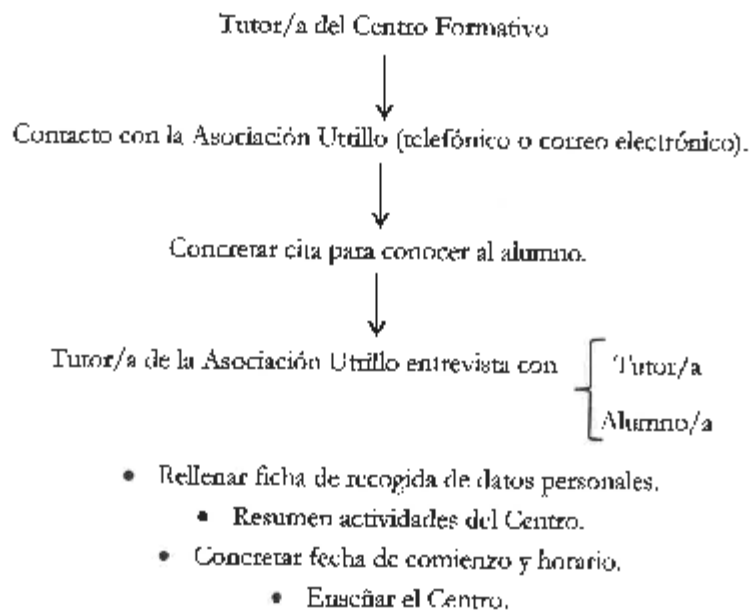 Tutor/a del Centro Formativo
Contacto con la Asociación Utrillo (telefónico o correo electrónico).
Concretar cita para conocer al alumno.
Tutor/a de la Asociación Utrillo entrevista con
Tutor/a
Alumno/a
• Rellenar ficha de recogida de datos personales.
• Resumen actividades del Centro.
• Concretar fecha de comienzo y horario.
• Enseñar el Centro.